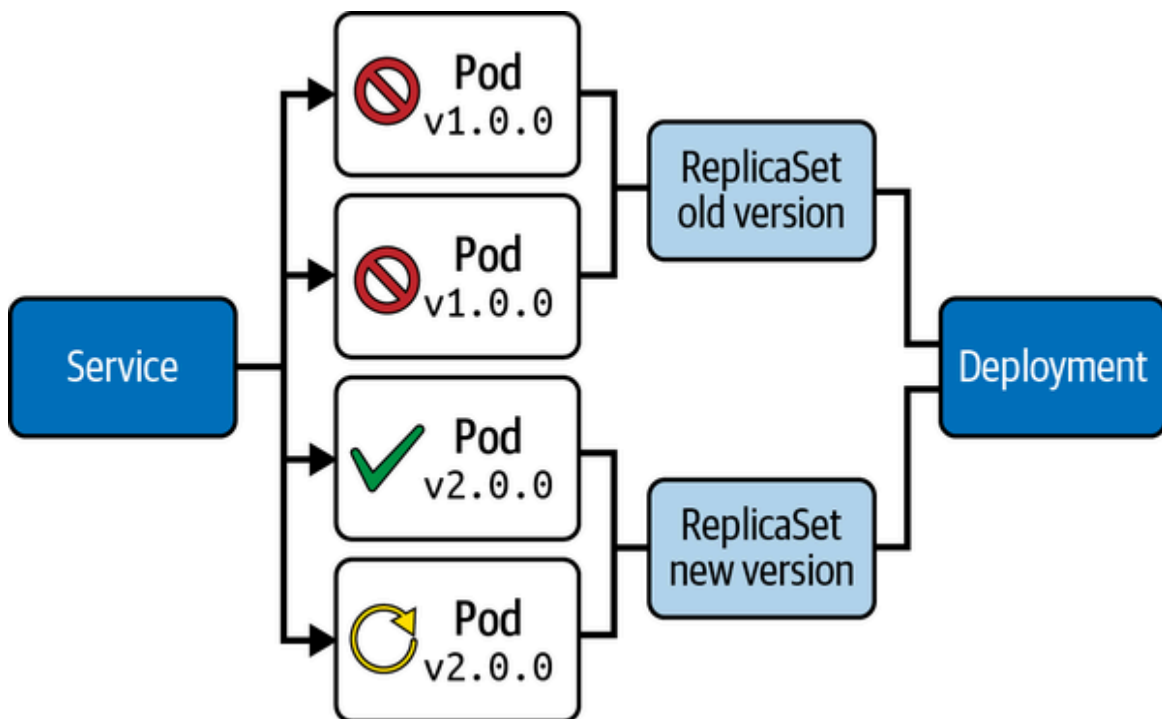 Service
Pod
v1.0.0
Pod
v1.0.0
Pod
v2.0.0
Pod
v2.0.0
ReplicaSet
old version
ReplicaSet
new version
Deployment